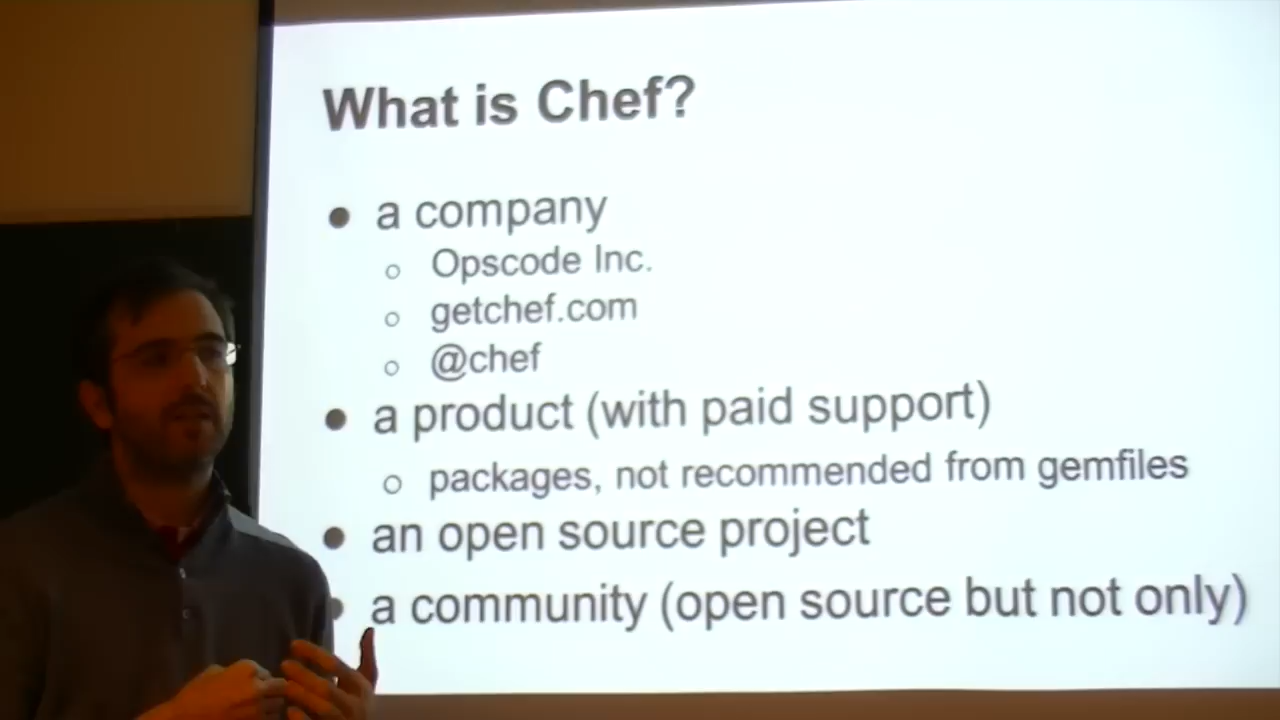 What is Chef?
● a company
○ Opscode Inc.
○ getchef.com
○ @chef
● a product (with paid support)
○ packages, not recommended from gemfiles
● an open source project
● a community (open source but not only)